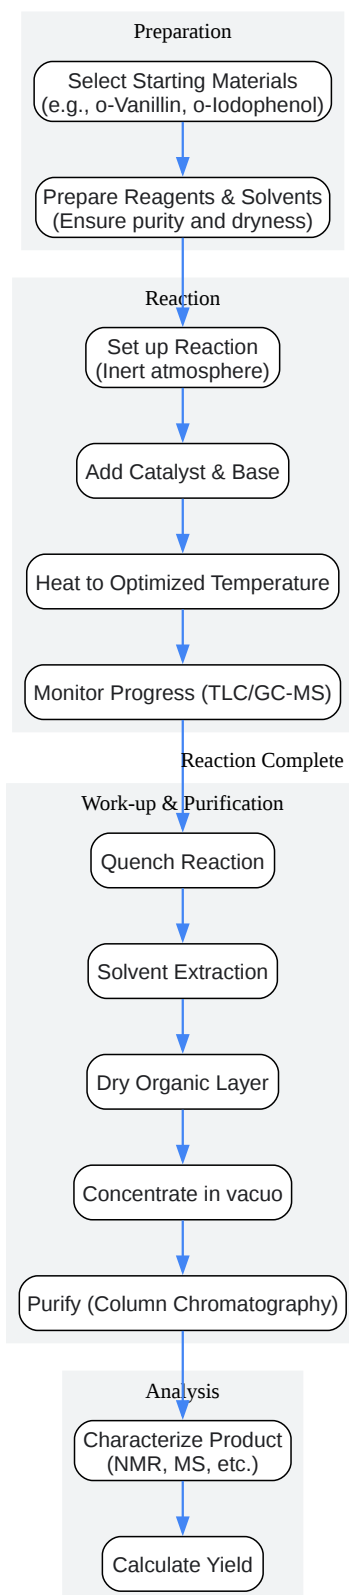 Preparation
Select Starting Materials
(e.g., o-Vanillin, o-Iodophenol)
Prepare Reagents & Solvents
(Ensure purity and dryness)
Reaction
Set up Reaction
(Inert atmosphere)
Add Catalyst & Base
Heat to Optimized Temperature
Monitor Progress (TLC/GC-MS)
Reaction Complete
Work-up & Purification
Quench Reaction
Solvent Extraction
Dry Organic Layer
Concentrate in vacuo
Purify (Column Chromatography)
Analysis
Characterize Product
(NMR, MS, etc.)
Calculate Yield